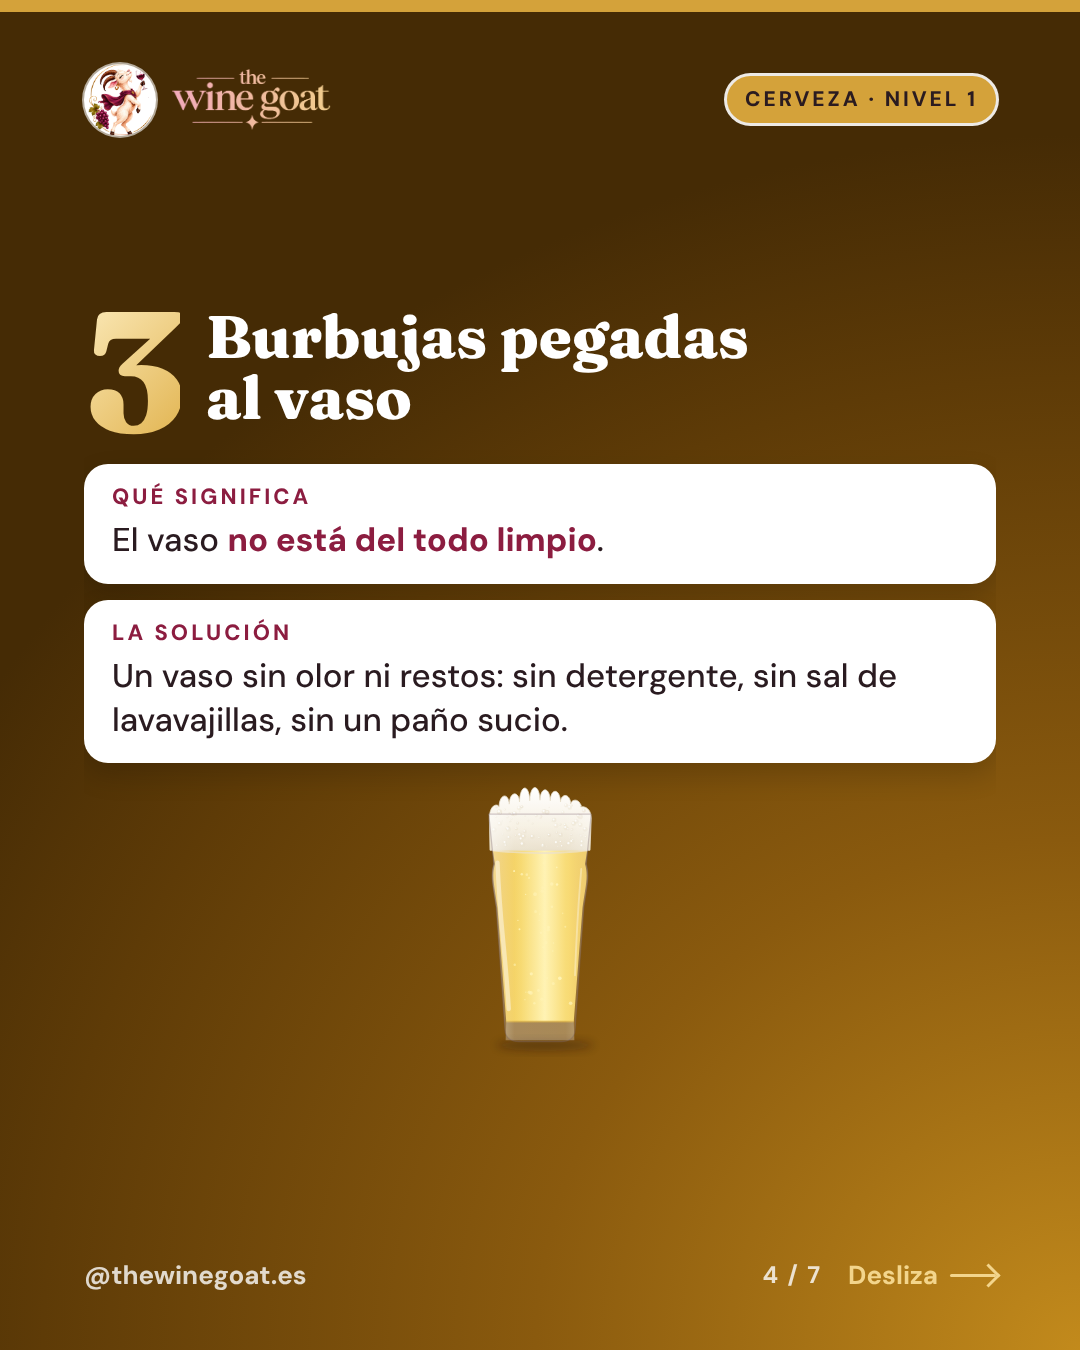 the
wine goat
CERVEZA · NIVEL 1
3
Burbujas pegadas
al vaso
QUÉ SIGNIFICA
El vaso no está del todo limpio.
LA SOLUCIÓN
Un vaso sin olor ni restos: sin detergente, sin sal de
lavavajillas, sin un paño sucio.
@thewinegoat.es
4 / 7 Desliza →